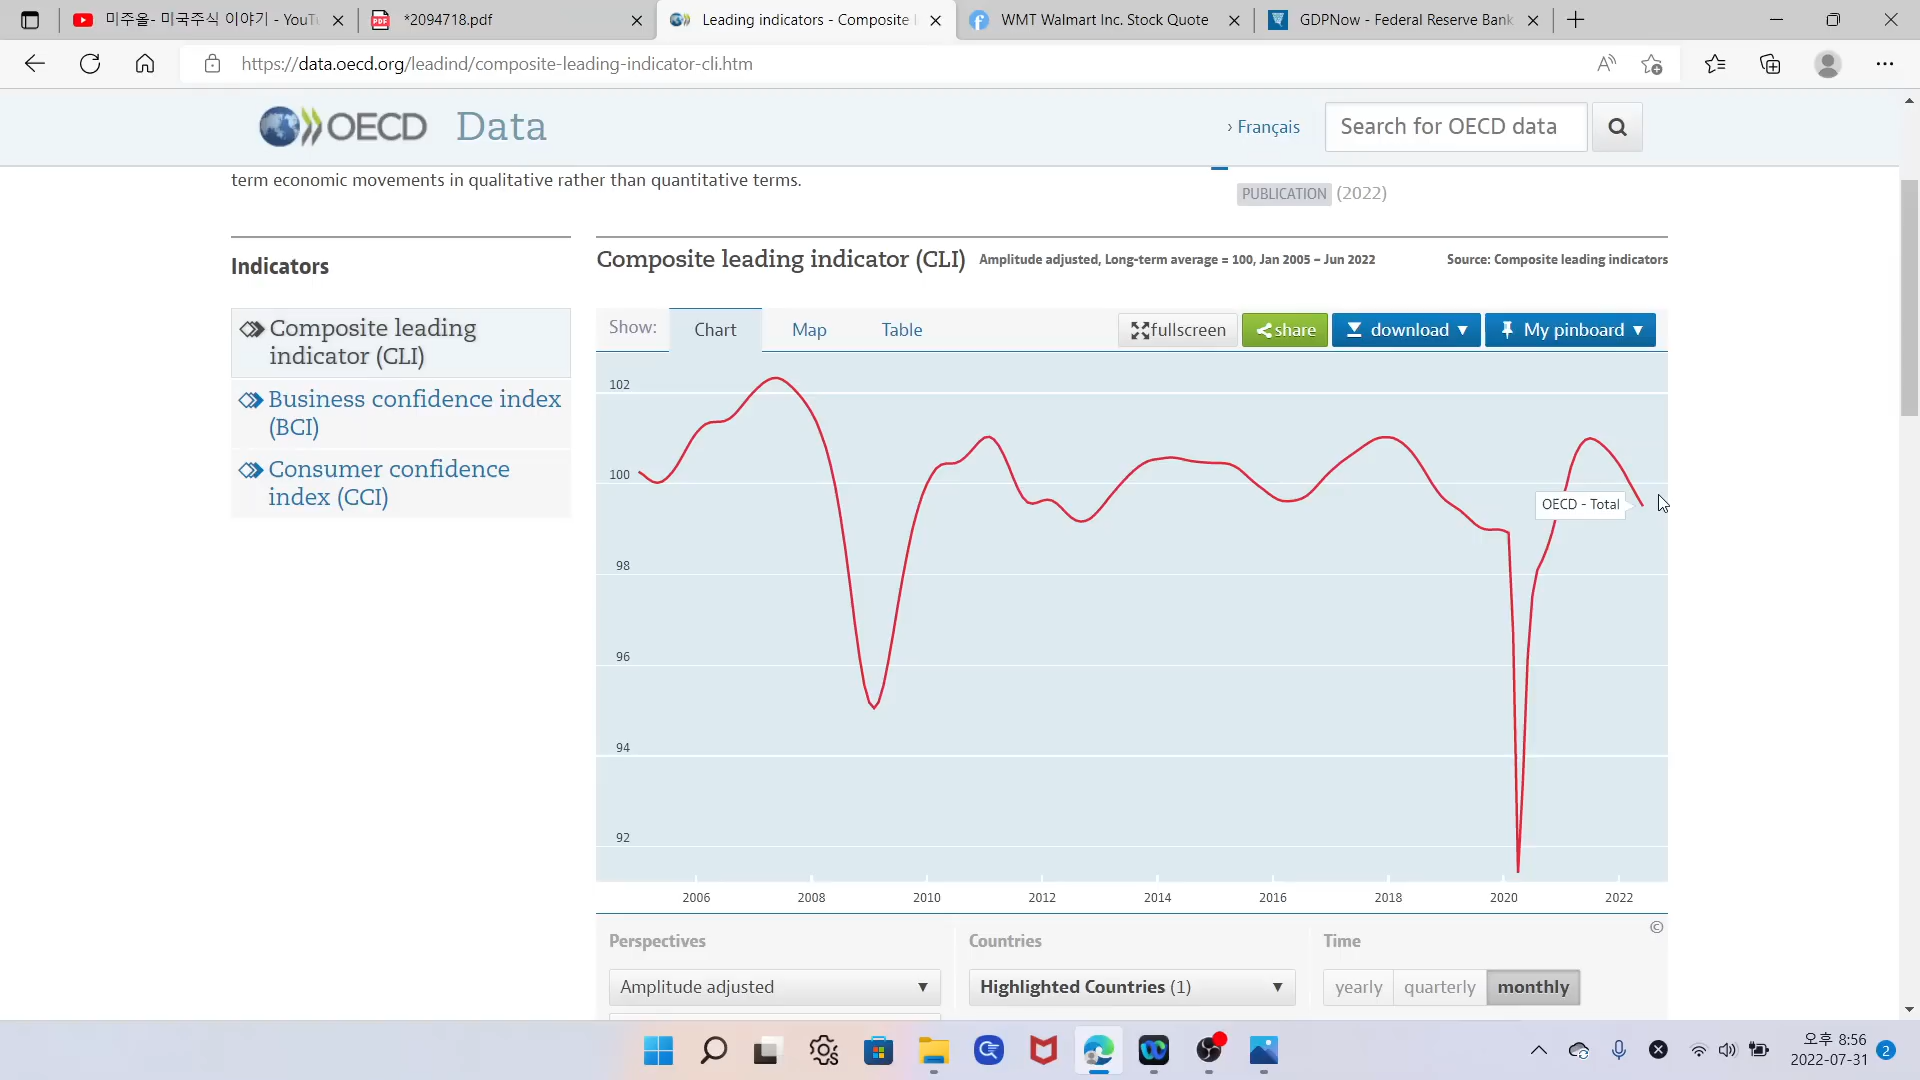 미주올- 미국주식 이야기 - YouTu
PDF
*2094718.pdf
Leading indicators - Composite l
WMT Walmart Inc. Stock Quote
GDPNow - Federal Reserve Bank
https://data.oecd.org/leadind/composite-leading-indicator-cli.htm
OECD Data
› Français
Search for OECD data
term economic movements in qualitative rather than quantitative terms.
PUBLICATION (2022)
Indicators
Composite leading
indicator (CLI)
Business confidence index
(BCI)
Consumer confidence
index (CCI)
Composite leading indicator (CLI) Amplitude adjusted, Long-term average = 100, Jan 2005 – Jun 2022 Source: Composite leading indicators
Show: Chart Map Table fullscreen share download ▼ My pinboard ▼
102
100
OECD - Total
98
96
94
92
2006 2008 2010 2012 2014 2016 2018 2020 2022
©
Perspectives Countries Time
Amplitude adjusted ▼ Highlighted Countries (1) ▼ yearly quarterly monthly
오후 8:56
2022-07-31
2